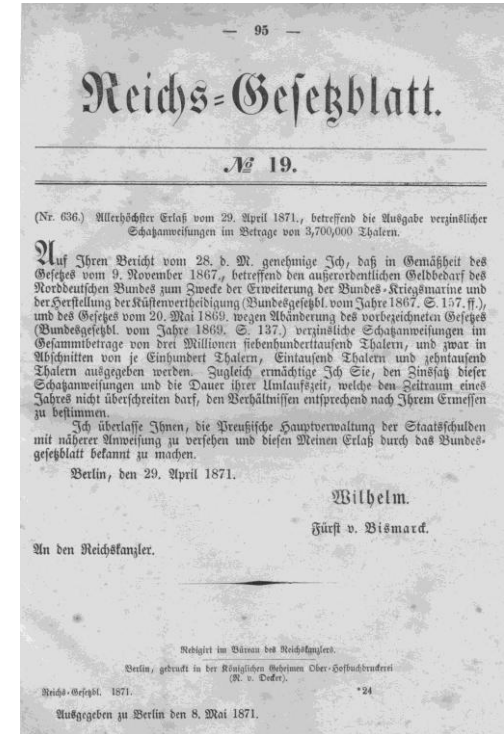 — 95 —
Reichs-Gesetzblatt.
№ 19.
(Nr. 636.) Allerhöchster Erlaß vom 29. April 1871., betreffend die Ausgabe verzinslicher
Schatzanweisungen im Betrage von 3,700,000 Thalern.
Auf Ihren Bericht vom 28. d. M. genehmige Ich, daß in Gemäßheit des
Gesetzes vom 9. November 1867., betreffend den außerordentlichen Geldbedarf des
Norddeutschen Bundes zum Zwecke der Erweiterung der Bundes-Kriegsmarine und
der Herstellung der Küstenvertheidigung (Bundesgesetzbl. vom Jahre 1867. S. 157. ff.),
und des Gesetzes vom 20. Mai 1869. wegen Abänderung des vorbezeichneten Gesetzes
(Bundesgesetzbl. vom Jahre 1869. S. 137.) verzinsliche Schatzanweisungen im
Gesammtbetrage von drei Millionen siebenhunderttausend Thalern, und zwar in
Abschnitten von je Einhundert Thalern, Eintausend Thalern und zehntausend
Thalern ausgegeben werden. Zugleich ermächtige Ich Sie, den Zinssatz dieser
Schatzanweisungen und die Dauer ihrer Umlaufszeit, welche den Zeitraum eines
Jahres nicht überschreiten darf, den Verhältnissen entsprechend nach Ihrem Ermessen
zu bestimmen.
Ich überlasse Ihnen, die Preußische Hauptverwaltung der Staatsschulden
mit näherer Anweisung zu versehen und diesen Meinen Erlaß durch das Bundes-
gesetzblatt bekannt zu machen.
Berlin, den 29. April 1871.
Wilhelm.
Fürst v. Bismarck.
An den Reichskanzler.
Redigirt im Büreau des Reichskanzlers.
Berlin, gedruckt in der Königlichen Geheimen Ober-Hofbuchdruckerei
(R. v. Decker).
Reichs-Gesetzbl. 1871. *24
Ausgegeben zu Berlin den 8. Mai 1871.